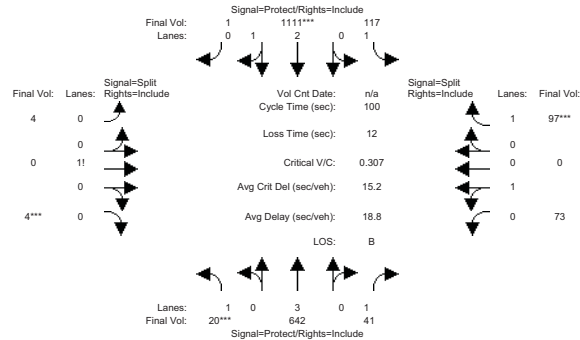 Signal=Protect/Rights=Include
Final Vol: 1 1111*** 117
Lanes: 0 1 2 0 1
Signal=Split
Final Vol: Lanes: Rights=Include
Vol Cnt Date: n/a
Signal=Split
Rights=Include Lanes: Final Vol:
Cycle Time (sec): 100
4 0
1 97***
0
Loss Time (sec): 12
0
0 1!
Critical V/C: 0.307
0 0
0
Avg Crit Del (sec/veh): 15.2
1
4*** 0
Avg Delay (sec/veh): 18.8
0 73
LOS: B
Lanes: 1 0 3 0 1
Final Vol: 20*** 642 41
Signal=Protect/Rights=Include